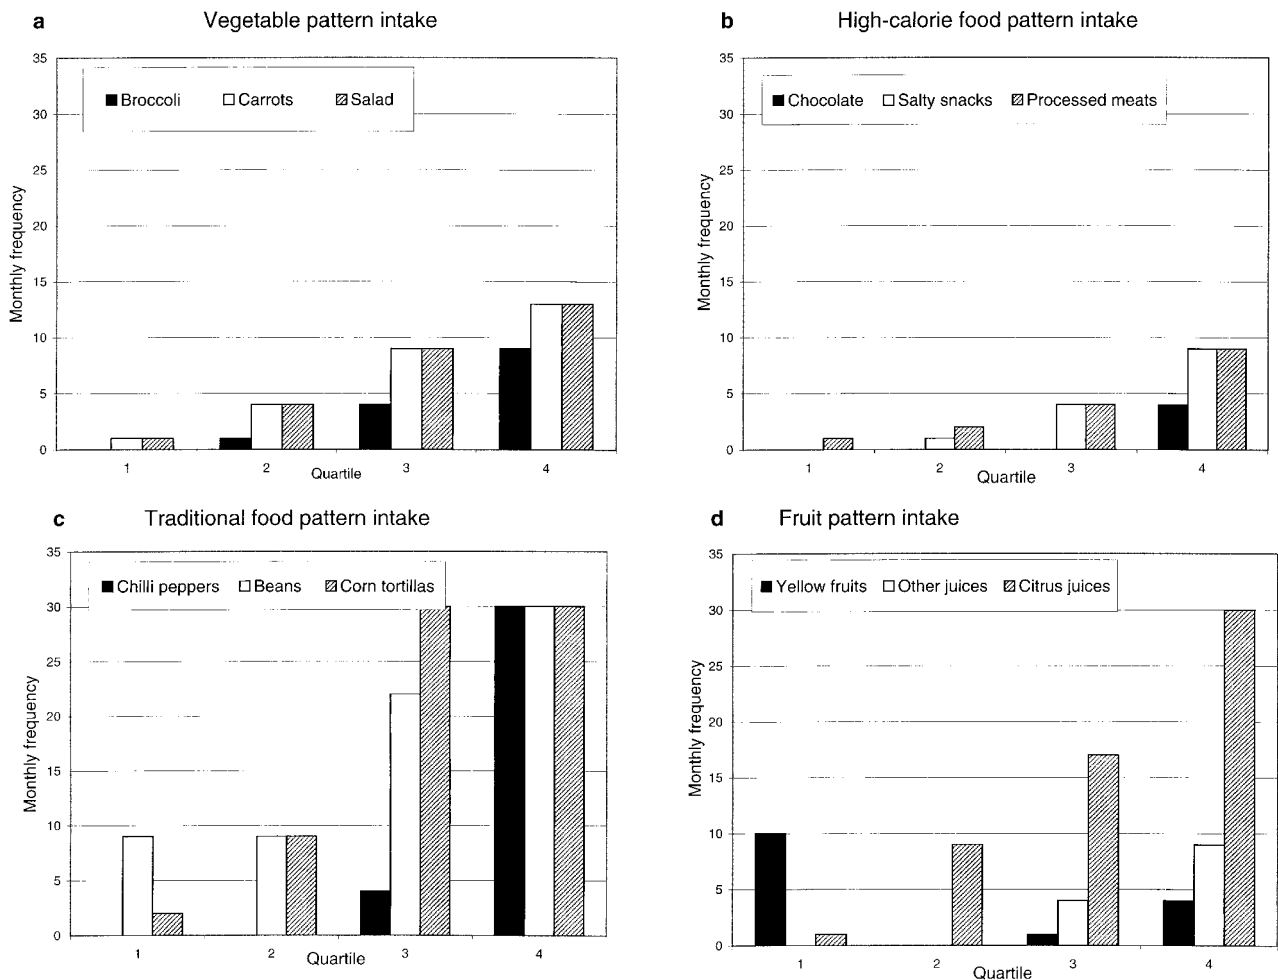 a Vegetable pattern intake
35
30
25
20
15
10
5
0
Monthly frequency
Broccoli Carrots Salad
1 2 3 4
Quartile
b High-calorie food pattern intake
35
30
25
20
15
10
5
0
Monthly frequency
Chocolate Salty snacks Processed meats
1 2 3 4
Quartile
c Traditional food pattern intake
35
30
25
20
15
10
5
0
Monthly frequency
Chilli peppers Beans Corn tortillas
1 2 3 4
Quartile
d Fruit pattern intake
35
30
25
20
15
10
5
0
Monthly frequency
Yellow fruits Other juices Citrus juices
1 2 3 4
Quartile